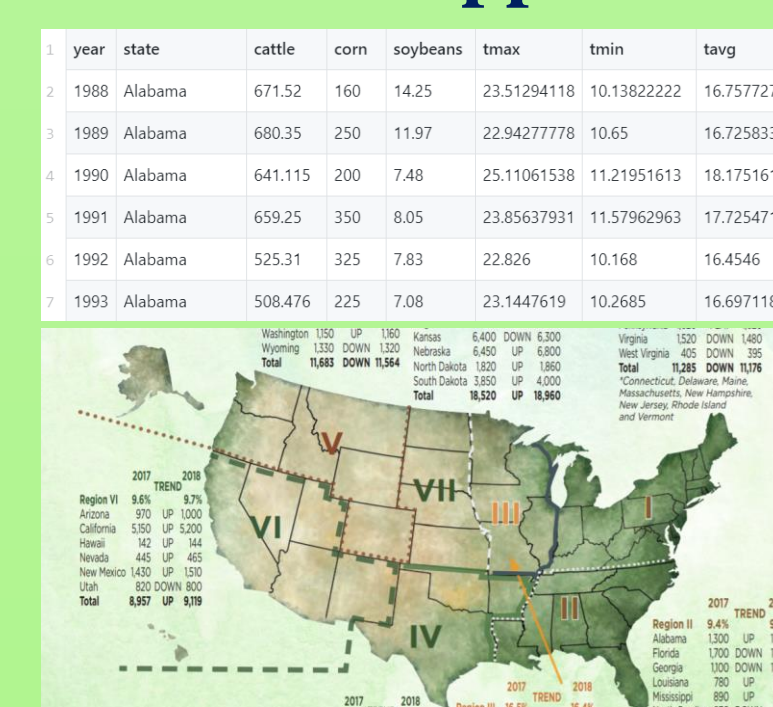 1 year state cattle corn soybeans tmax tmin tavg
2 1988 Alabama 671.52 160 14.25 23.51294118 10.13822222 16.757727
3 1989 Alabama 680.35 250 11.97 22.94277778 10.65 16.725833
4 1990 Alabama 641.115 200 7.48 25.11061538 11.21951613 18.175161
5 1991 Alabama 659.25 350 8.05 23.85637931 11.57962963 17.725471
6 1992 Alabama 525.31 325 7.83 22.826 10.168 16.4546
7 1993 Alabama 508.476 225 7.08 23.1447619 10.2685 16.697118
Washington 1,150 UP 1,160
Wyoming 1,330 DOWN 1,320
Total 11,683 DOWN 11,564
Kansas 6,400 DOWN 6,300
Nebraska 6,450 UP 6,800
North Dakota 1,820 UP 1,860
South Dakota 3,850 UP 4,000
Total 18,520 UP 18,960
Virginia 1,520 DOWN 1,480
West Virginia 405 DOWN 395
Total 11,285 DOWN 11,176
*Connecticut, Delaware, Maine,
Massachusetts, New Hampshire,
New Jersey, Rhode Island
and Vermont
V
VII
III
I
VI
II
IV
2017 TREND 2018
Region VI 9.6% 9.7%
Arizona 970 UP 1,000
California 5,150 UP 5,200
Hawaii 142 UP 144
Nevada 445 UP 465
New Mexico 1,430 UP 1,510
Utah 820 DOWN 800
Total 8,957 UP 9,119
2017 TREND
Region II 9.4%
Alabama 1,300 UP
Florida 1,700 DOWN
Georgia 1,100 DOWN
Louisiana 780 UP
Mississippi 890 UP
2017 2018
2017 TREND 2018